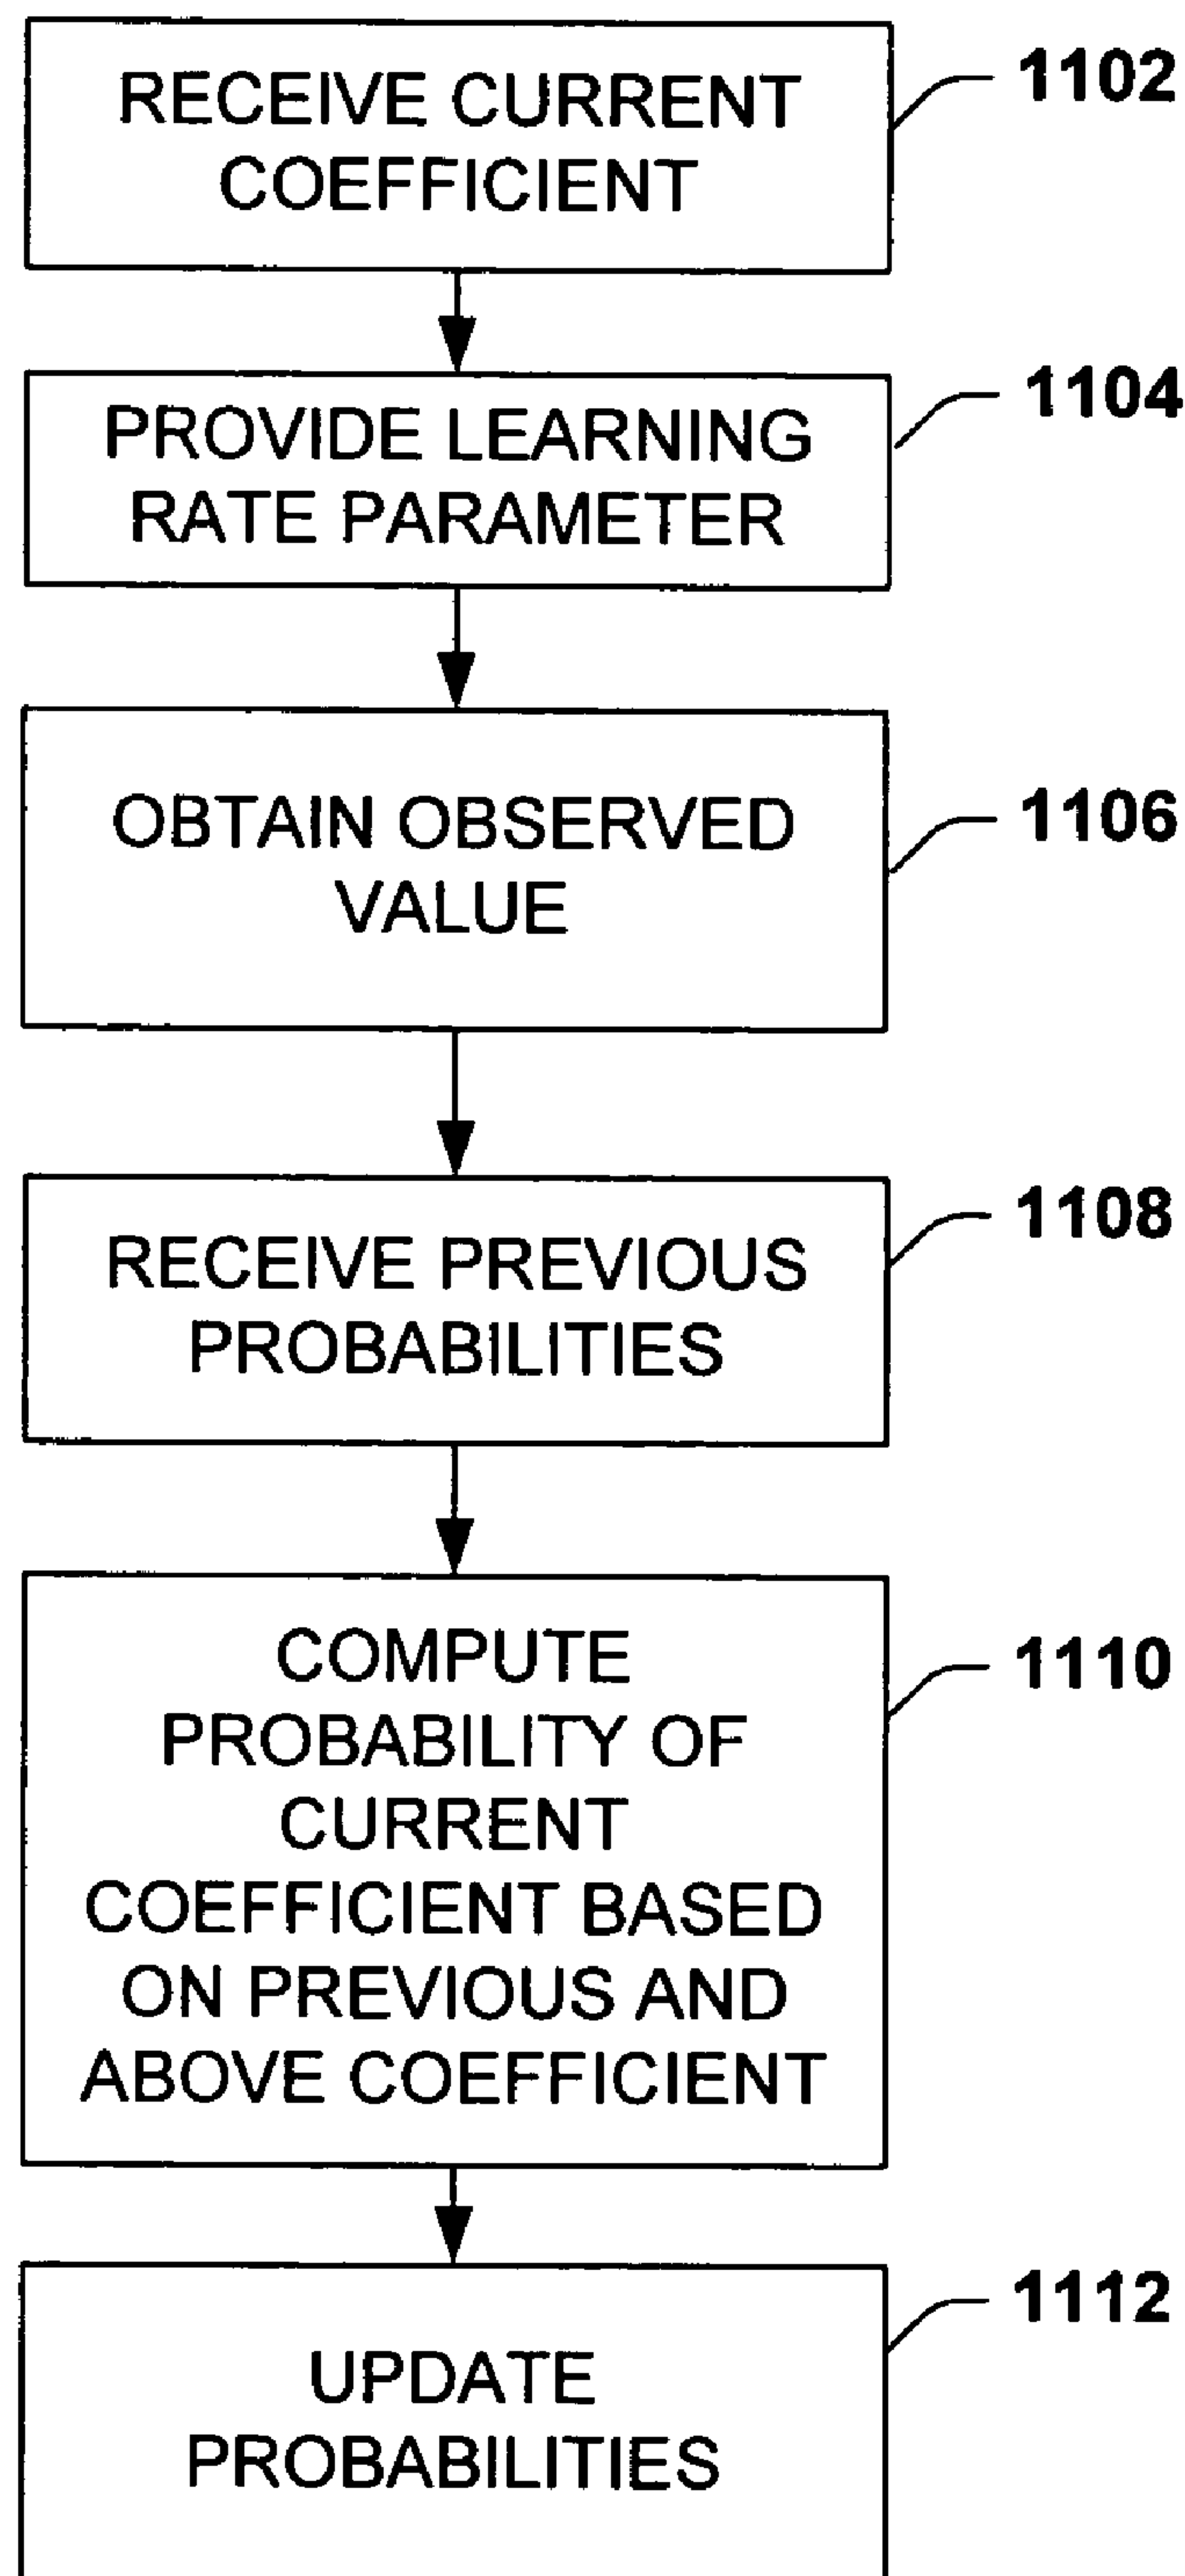 RECEIVE CURRENT
COEFFICIENT
1102
PROVIDE LEARNING
RATE PARAMETER
1104
OBTAIN OBSERVED
VALUE
1106
RECEIVE PREVIOUS
PROBABILITIES
1108
COMPUTE
PROBABILITY OF
CURRENT
COEFFICIENT BASED
ON PREVIOUS AND
ABOVE COEFFICIENT
1110
UPDATE
PROBABILITIES
1112